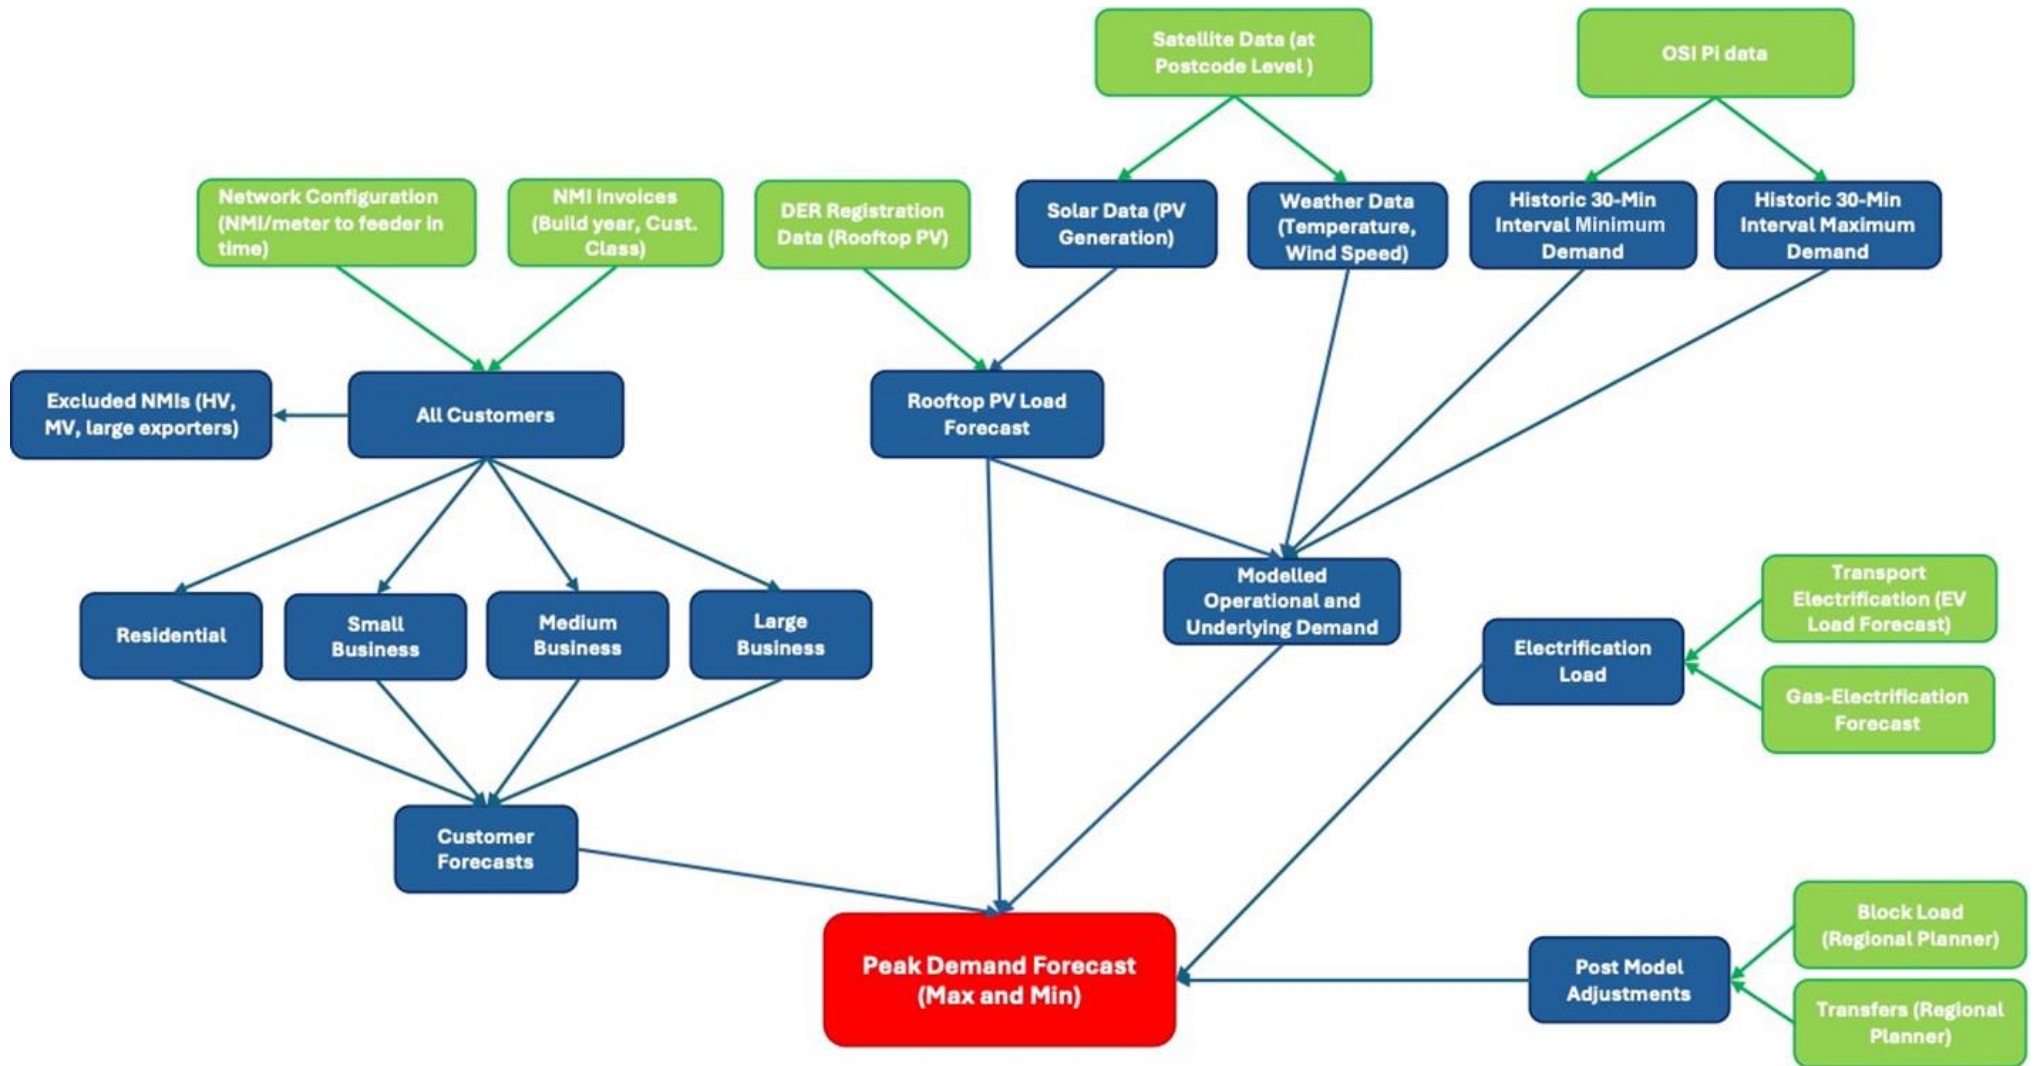 Satellite Data (at
Postcode Level )
OSI Pi data
Network Configuration
(NMI/meter to feeder in
time)
NMI invoices
(Build year, Cust.
Class)
DER Registration
Data (Rooftop PV)
Solar Data (PV
Generation)
Weather Data
(Temperature,
Wind Speed)
Historic 30-Min
Interval Minimum
Demand
Historic 30-Min
Interval Maximum
Demand
Excluded NMIs (HV,
MV, large exporters)
All Customers
Rooftop PV Load
Forecast
Residential
Small
Business
Medium
Business
Large
Business
Modelled
Operational and
Underlying Demand
Electrification
Load
Transport
Electrification (EV
Load Forecast)
Gas-Electrification
Forecast
Customer
Forecasts
Peak Demand Forecast
(Max and Min)
Post Model
Adjustments
Block Load
(Regional Planner)
Transfers (Regional
Planner)